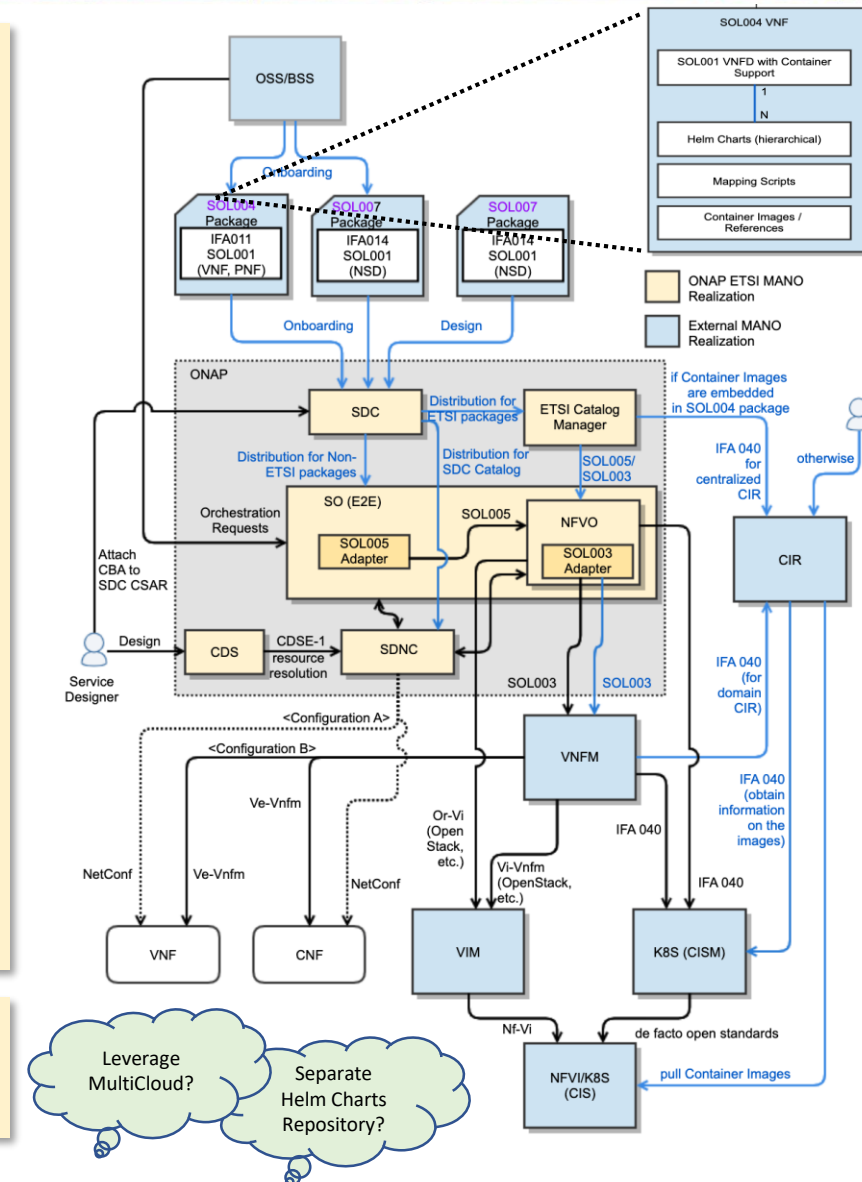 SOL004 VNF
SOL001 VNFD with Container
Support
1
N
Helm Charts (hierarchical)
Mapping Scripts
Container Images /
References
OSS/BSS
Onboarding
SOL004
Package
IFA011
SOL001
(VNF, PNF)
SOL007
Package
IFA014
SOL001
(NSD)
SOL007
Package
IFA014
SOL001
(NSD)
ONAP ETSI MANO
Realization
External MANO
Realization
Onboarding
Design
ONAP
SDC
Distribution for
ETSI packages
ETSI Catalog
Manager
if Container Images
are embedded
in SOL004 package
Distribution for Non-
ETSI packages
Distribution for
SDC Catalog
SOL005/
SOL003
IFA 040
for
centralized
CIR
otherwise
Orchestration
Requests
SO (E2E)
SOL005
NFVO
SOL005
Adapter
SOL003
Adapter
CIR
Attach
CBA to
SDC CSAR
Design
Service
Designer
CDS
CDSE-1
resource
resolution
SDNC
SOL003
SOL003
IFA 040
(for
domain
CIR)
<Configuration A>
<Configuration B>
VNFM
Ve-Vnfm
Or-Vi
(Open
Stack,
etc.)
IFA 040
IFA 040
(obtain
information
on the
images)
Vi-Vnfm
(OpenStack,
etc.)
NetConf
Ve-Vnfm
NetConf
IFA 040
VNF
CNF
VIM
K8S (CISM)
Nf-Vi
de facto open standards
NFVI/K8S
(CIS)
pull Container Images
Leverage
MultiCloud?
Separate
Helm Charts
Repository?